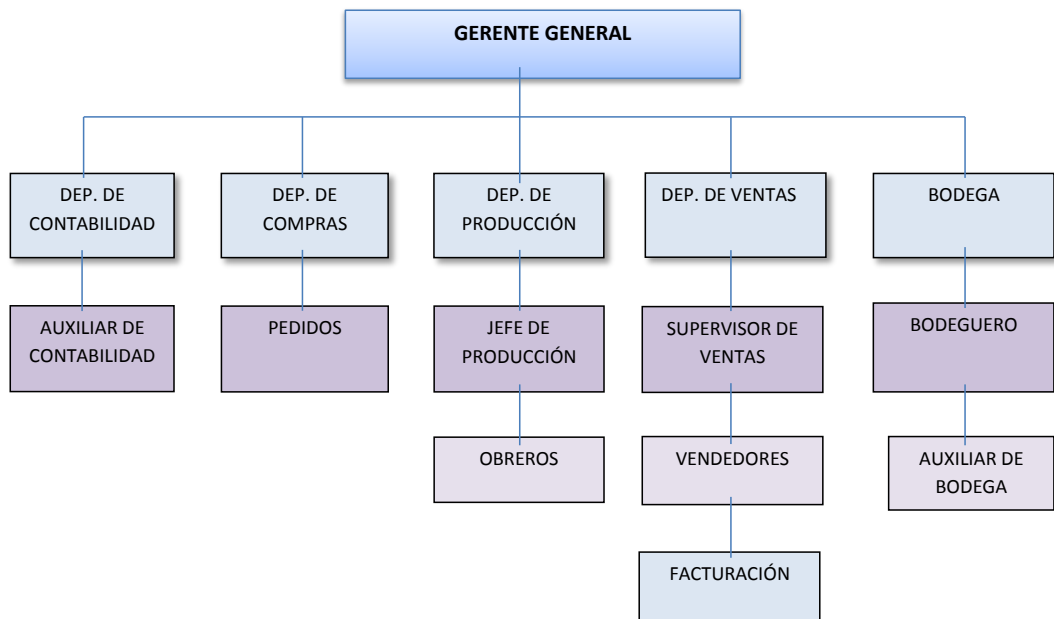 GERENTE GENERAL
DEP. DE
CONTABILIDAD
DEP. DE
COMPRAS
DEP. DE
PRODUCCIÓN
DEP. DE VENTAS
BODEGA
AUXILIAR DE
CONTABILIDAD
PEDIDOS
JEFE DE
PRODUCCIÓN
SUPERVISOR DE
VENTAS
BODEGUERO
OBREROS
VENDEDORES
AUXILIAR DE
BODEGA
FACTURACIÓN